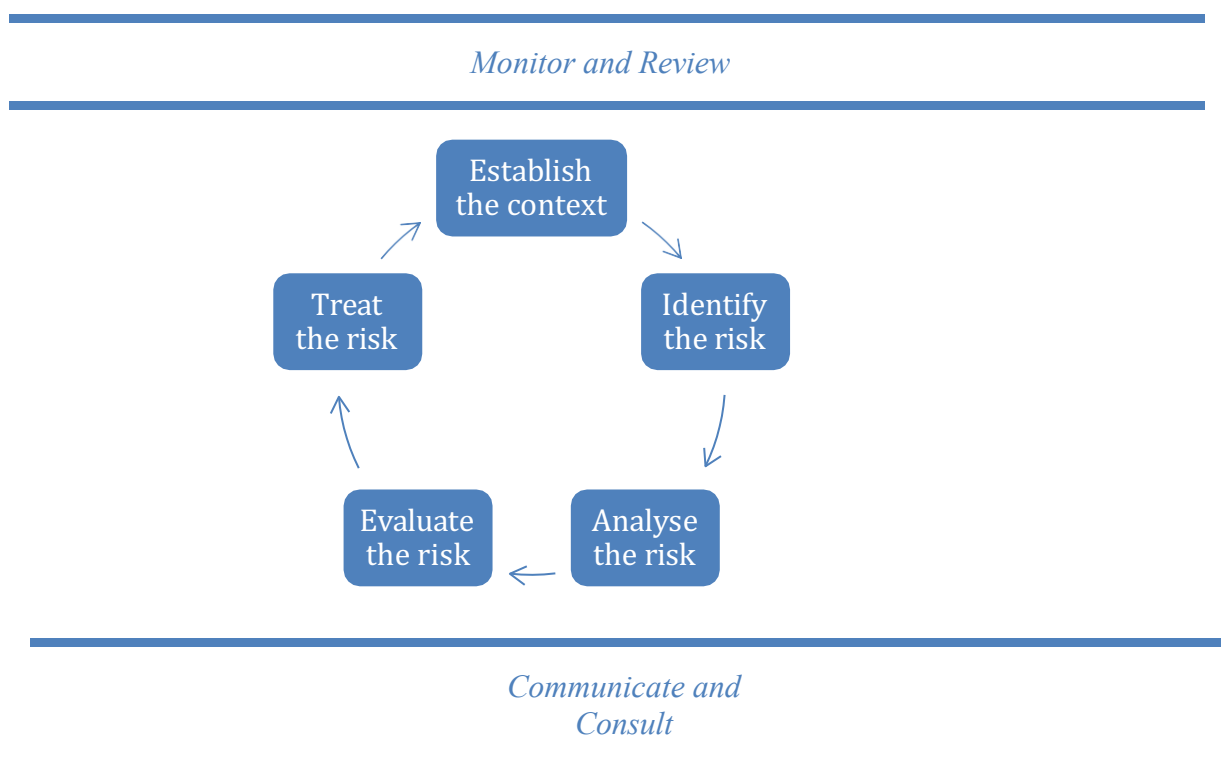 Monitor and Review
Establish
the context
Treat
the risk
Identify
the risk
Evaluate
the risk
Analyse
the risk
Communicate and
Consult